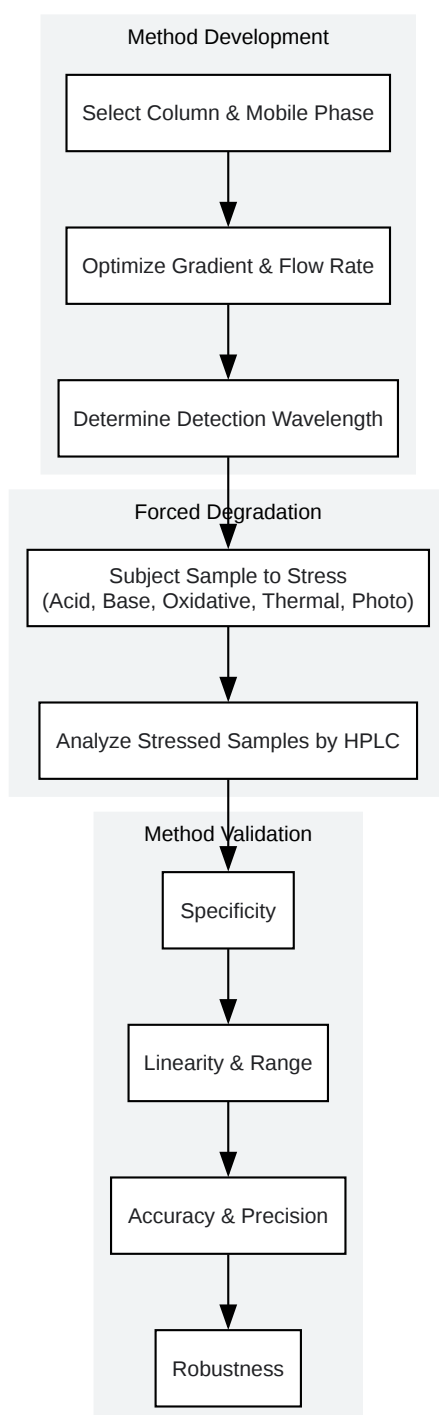 Method Development
Select Column & Mobile Phase
Optimize Gradient & Flow Rate
Determine Detection Wavelength
Forced Degradation
Subject Sample to Stress
(Acid, Base, Oxidative, Thermal, Photo)
Analyze Stressed Samples by HPLC
Method Validation
Specificity
Linearity & Range
Accuracy & Precision
Robustness